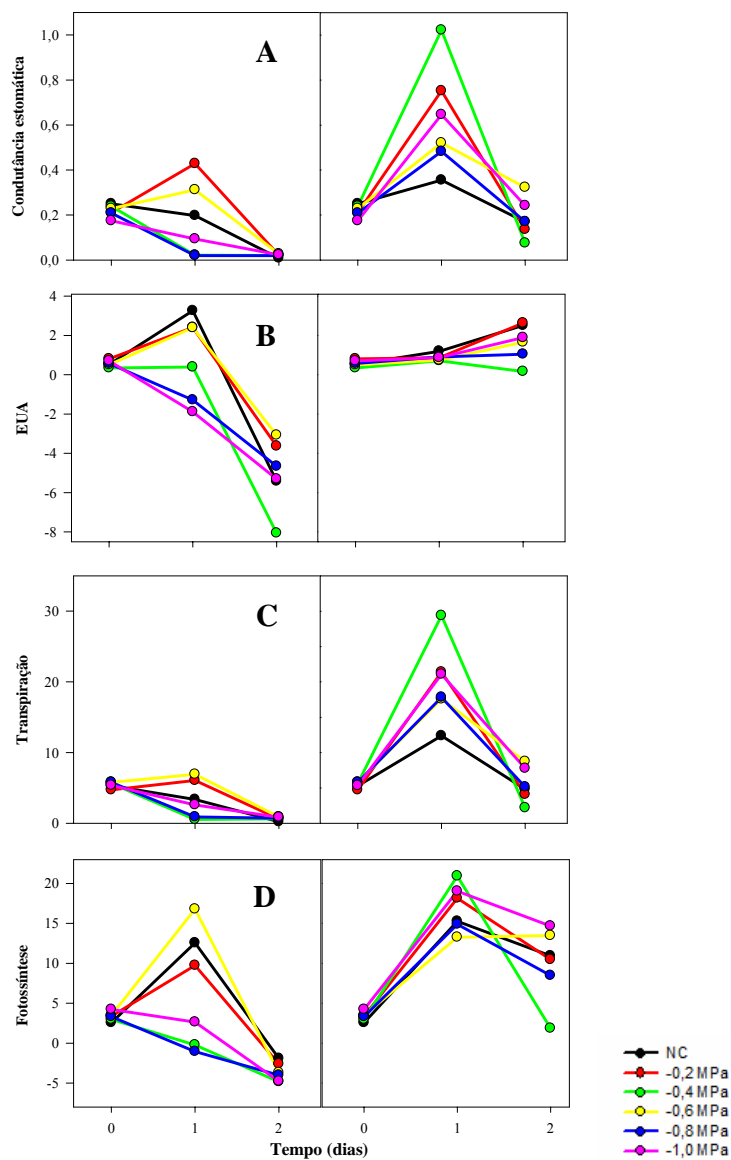 A
Condutância estomática
1,0
0,8
0,6
0,4
0,2
0,0
B
EUA
4
2
0
-2
-4
-6
-8
C
Transpiração
30
20
10
0
D
Fotossíntese
20
15
10
5
0
-5
0 1 2 0 1 2
Tempo (dias)
NC
-0,2 MPa
-0,4 MPa
-0,6 MPa
-0,8 MPa
-1,0 MPa